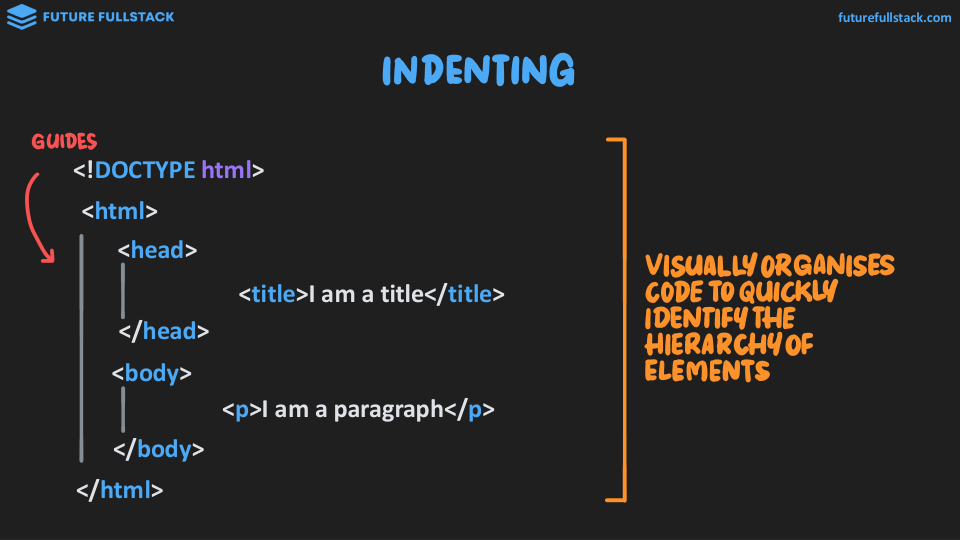 FUTURE FULLSTACK
futurefullstack.com
INDENTING
GUIDES
<!DOCTYPE html>
<html>
<head>
<title>I am a title</title>
</head>
<body>
<p>I am a paragraph</p>
</body>
</html>
VISUALLY ORGANISES
CODE TO QUICKLY
IDENTIFY THE
HIERARCHY OF
ELEMENTS